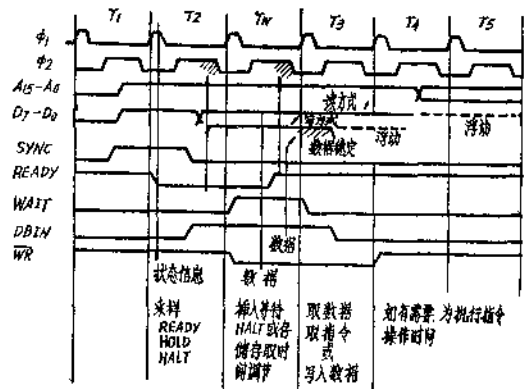 T1 T2 TW T3 T4 T5
ϕ1
ϕ2
A15-A0
D7-D0
SYNC
READY
WAIT
DBIN
WR
读方式
写方式
数据稳定
浮动
浮动
数据
状态信息
数据
采样
READY
HOLD
HALT
插入等待
HALT或存
储存取时
间调节
取数据
取指令
或
写入数据
如有需要 为执行指令
操作时间